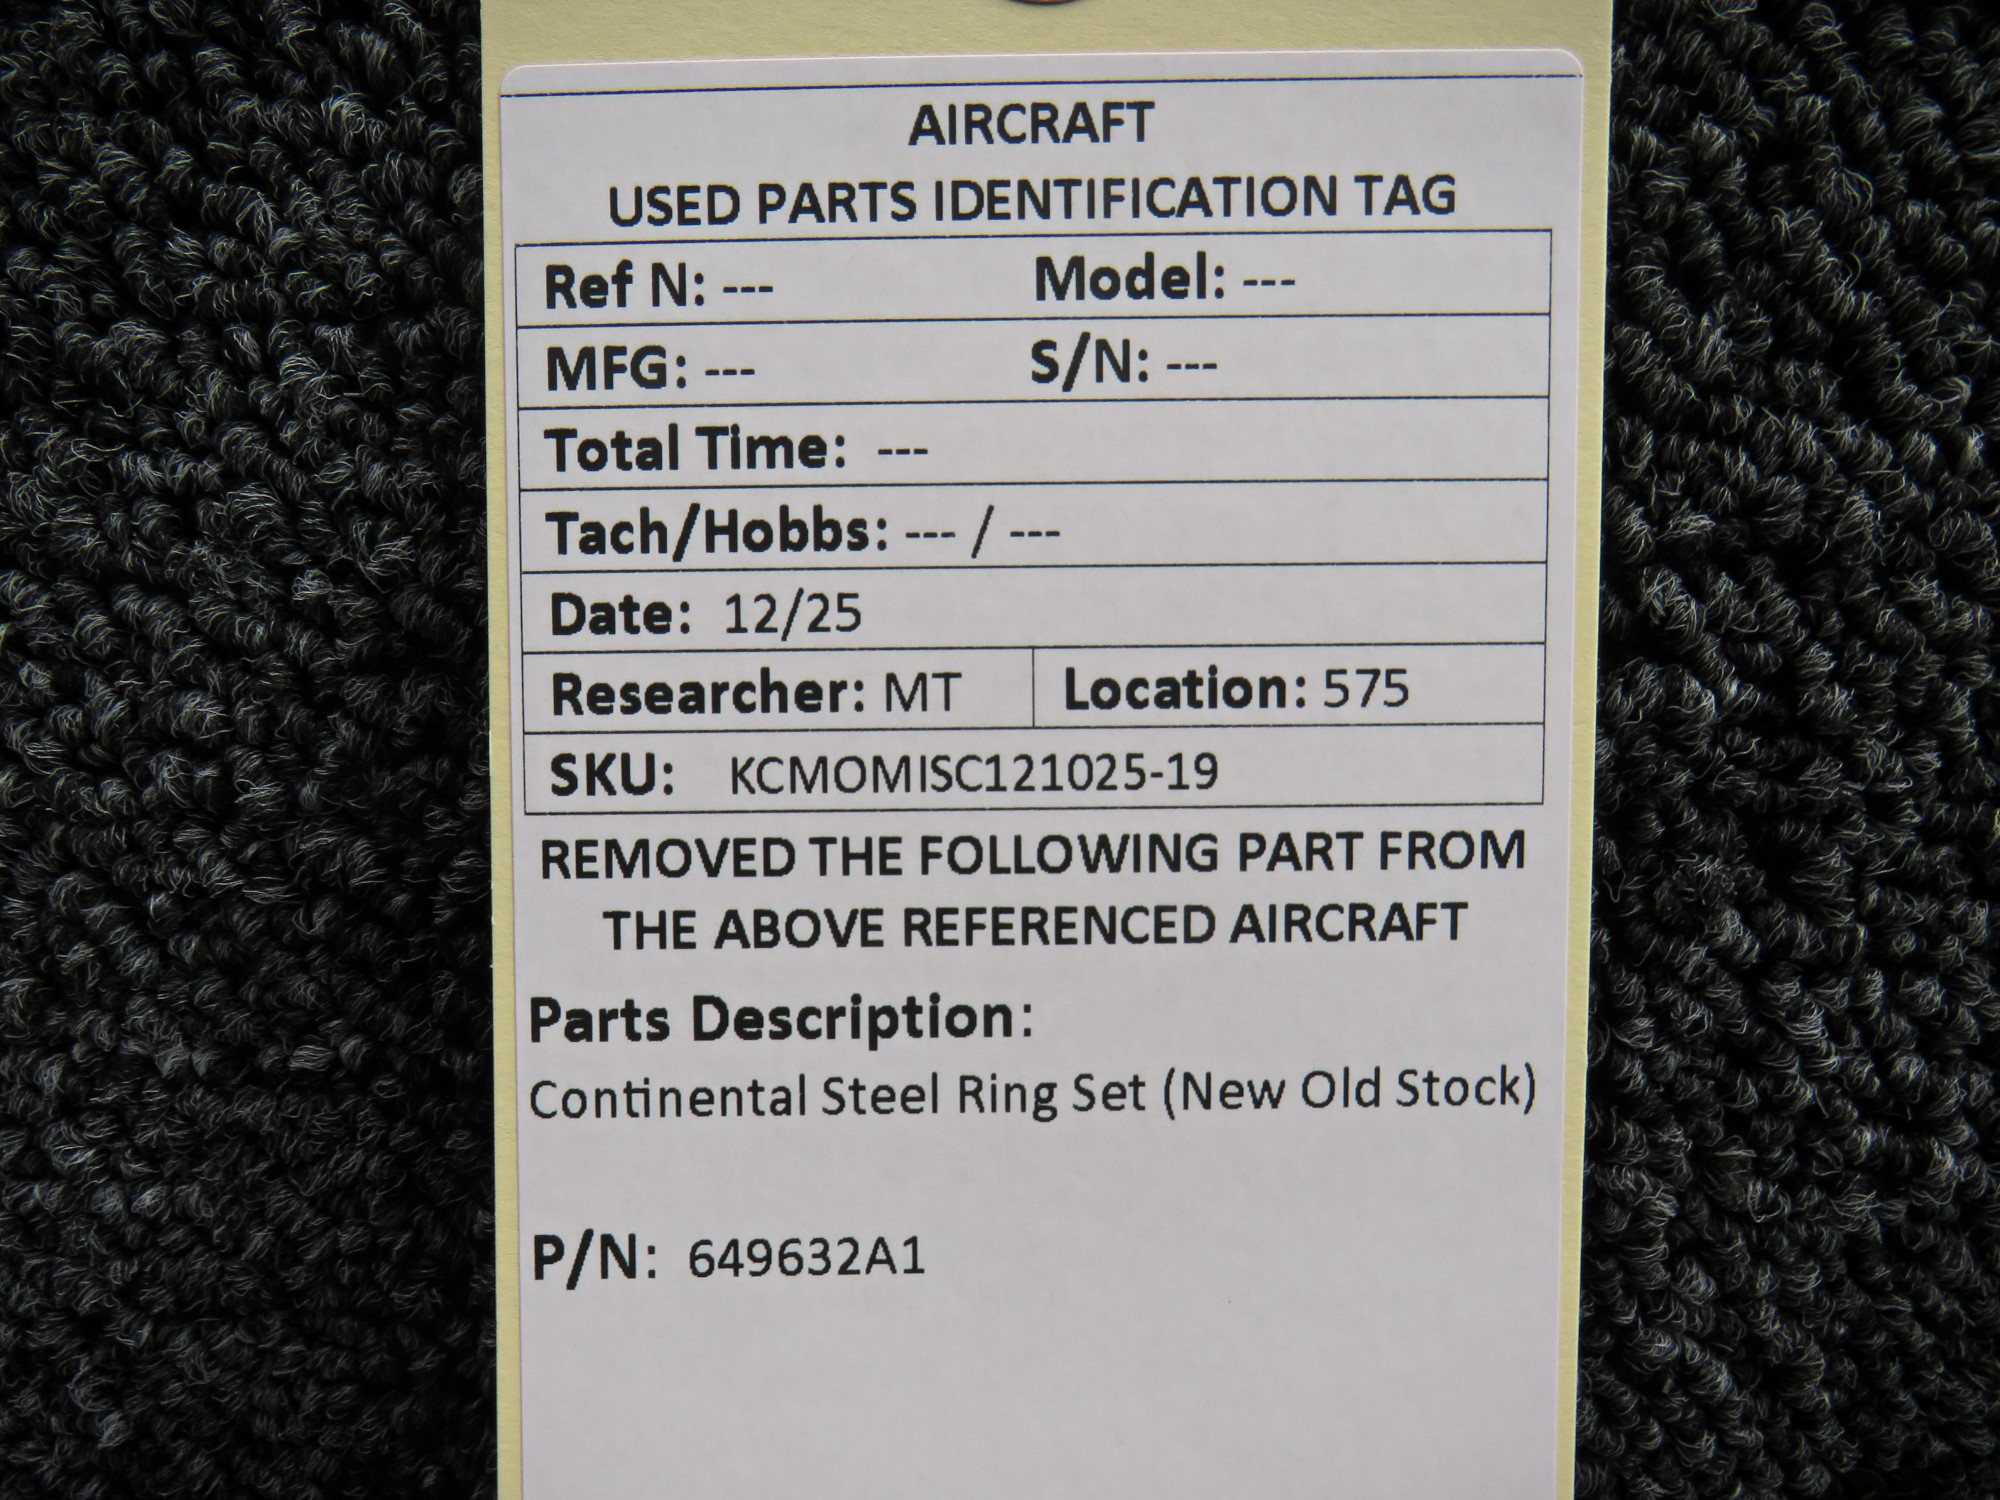 AIRCRAFT
USED PARTS IDENTIFICATION TAG
Ref N: --- Model: ---
MFG: --- S/N: ---
Total Time: ---
Tach/Hobbs: --- / ---
Date: 12/25
Researcher: MT Location: 575
SKU: KCMOMISC121025-19
REMOVED THE FOLLOWING PART FROM
THE ABOVE REFERENCED AIRCRAFT
Parts Description:
Continental Steel Ring Set (New Old Stock)
P/N: 649632A1